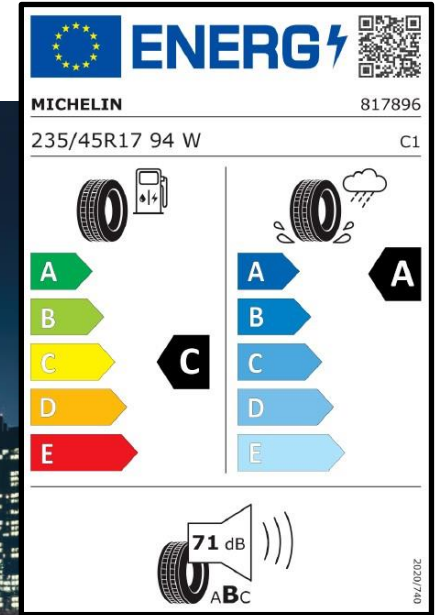 ENERG
MICHELIN 817896
235/45R17 94 W C1
A A A
B B
C C C
D D
E E
71 dB
ABC
2020/740